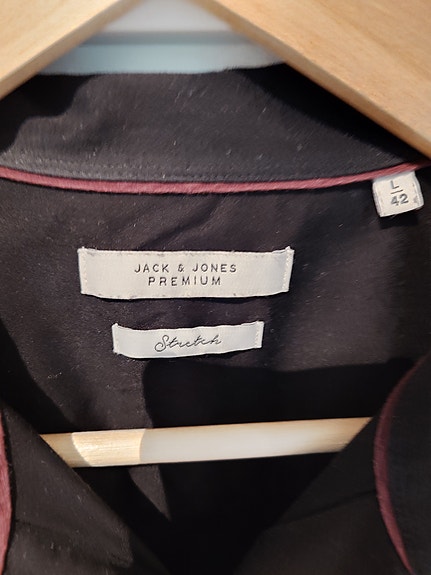 L
42
JACK & JONES
PREMIUM
Stretch